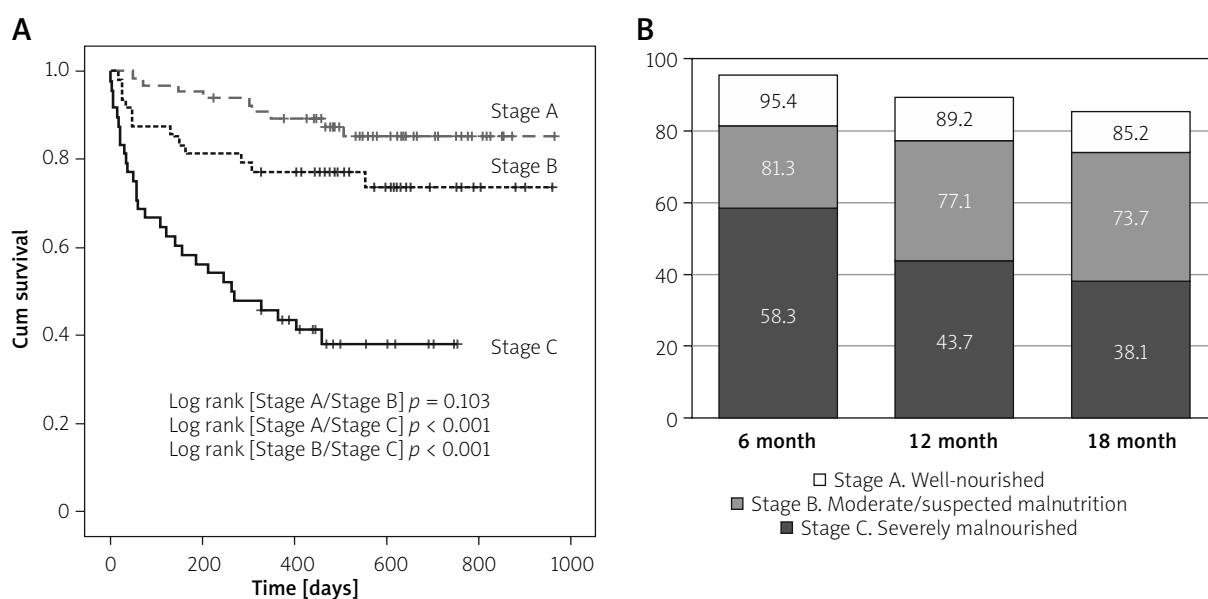 A
1.0
0.8
0.6
0.4
0.2
0
Cum survival
Stage A
Stage B
Stage C
Log rank [Stage A/Stage B] p = 0.103
Log rank [Stage A/Stage C] p < 0.001
Log rank [Stage B/Stage C] p < 0.001
0 200 400 600 800 1000
Time [days]
B
100
80
60
40
20
0
95.4
81.3
58.3
89.2
77.1
43.7
85.2
73.7
38.1
6 month 12 month 18 month
Stage A. Well-nourished
Stage B. Moderate/suspected malnutrition
Stage C. Severely malnourished